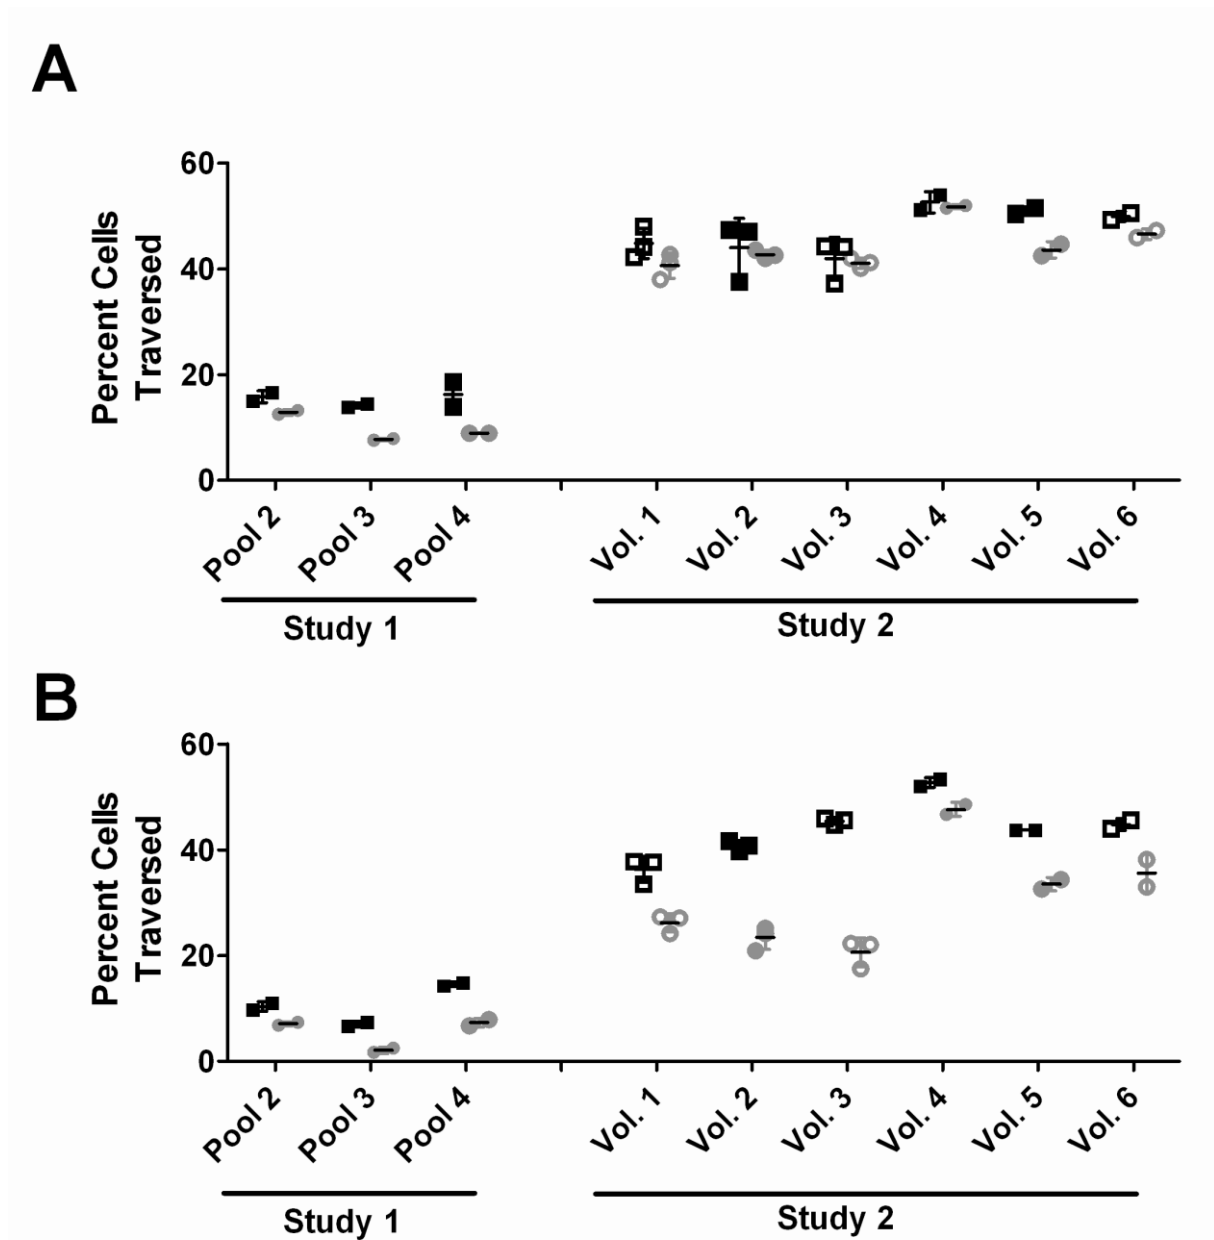 A
Percent Cells
Traversed
60
40
20
0
Pool 2
Pool 3
Pool 4
Vol. 1
Vol. 2
Vol. 3
Vol. 4
Vol. 5
Vol. 6
Study 1
Study 2
B
Percent Cells
Traversed
60
40
20
0
Pool 2
Pool 3
Pool 4
Vol. 1
Vol. 2
Vol. 3
Vol. 4
Vol. 5
Vol. 6
Study 1
Study 2